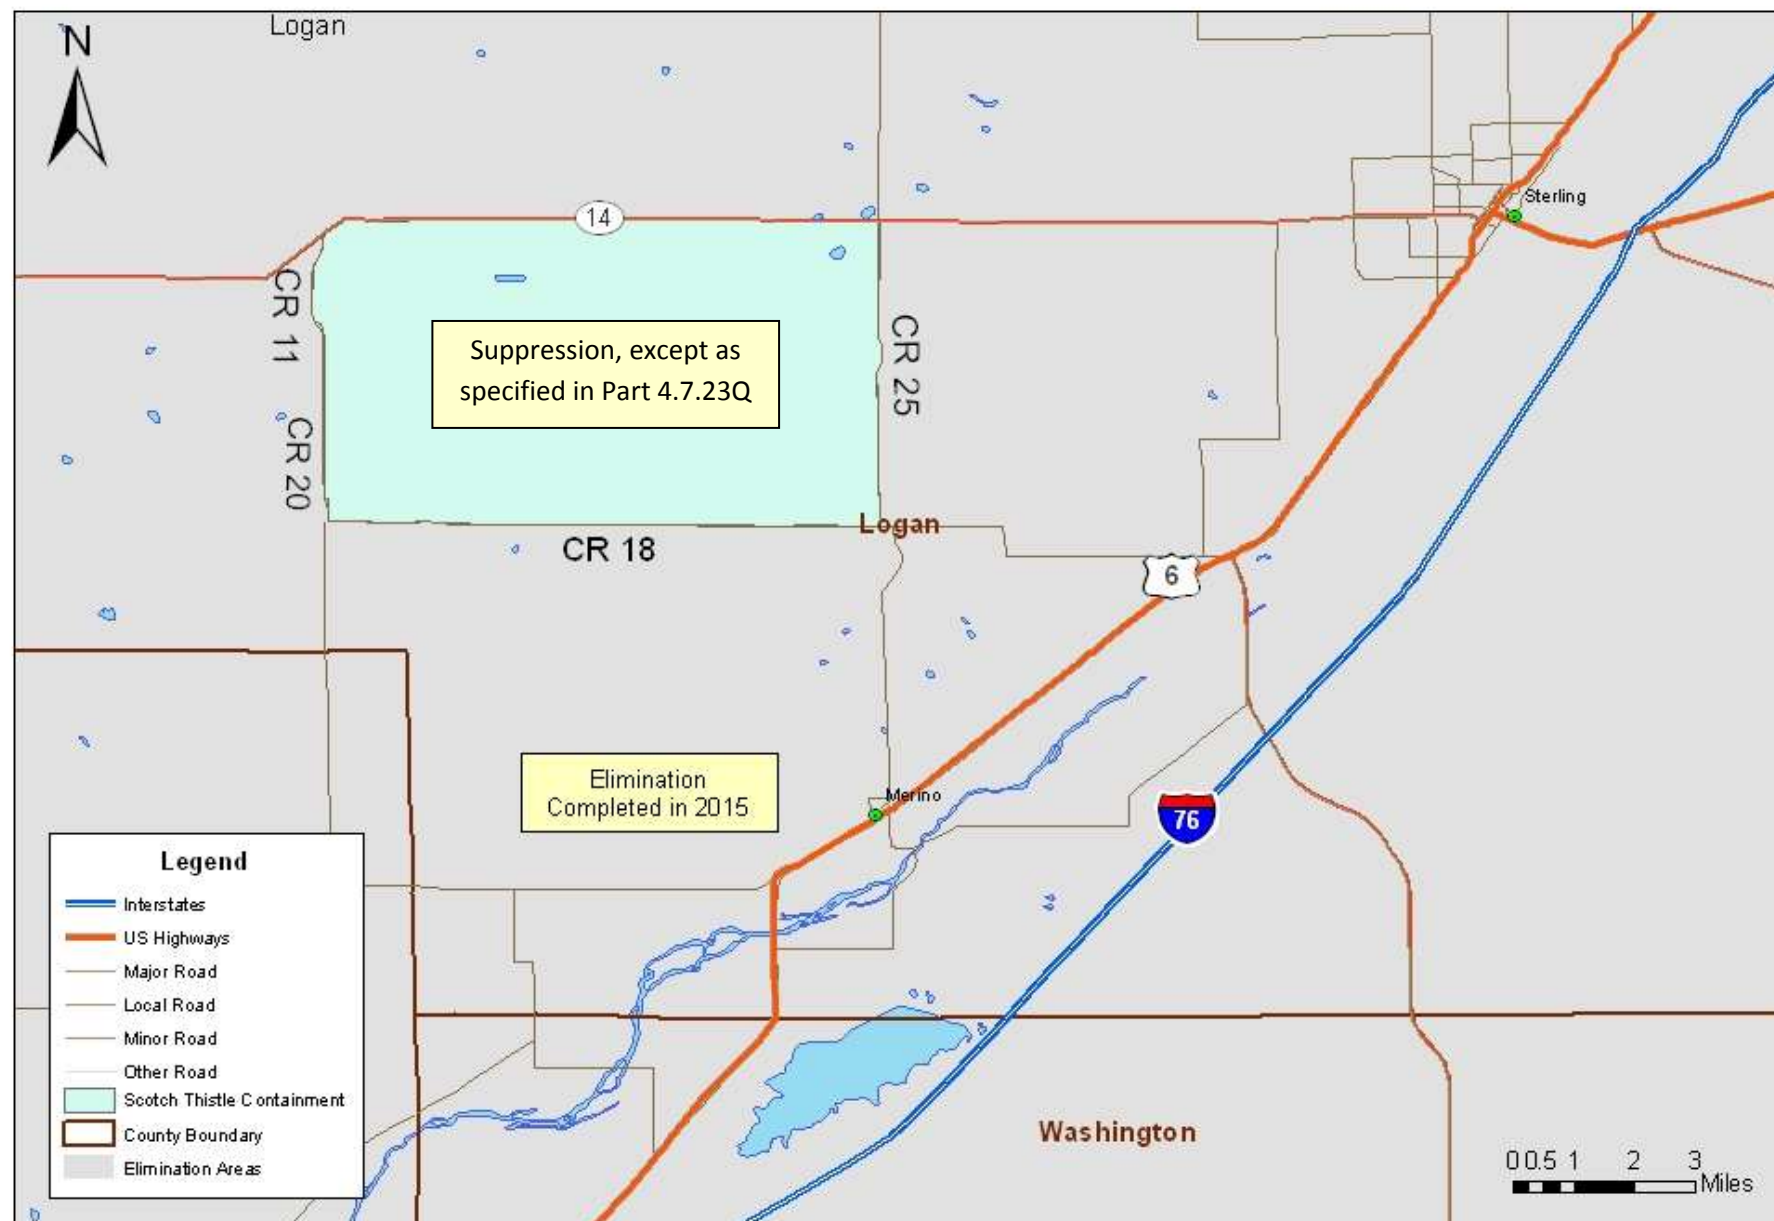 Logan
N
14
Sterling
CR 11
CR 25
Suppression, except as
specified in Part 4.7.23Q
CR 20
Logan
CR 18
6
Elimination
Completed in 2015
Merino
76
Legend
Interstates
US Highways
Major Road
Local Road
Minor Road
Other Road
Scotch Thistle Containment
County Boundary
Elimination Areas
Washington
0 0.5 1 2 3
Miles